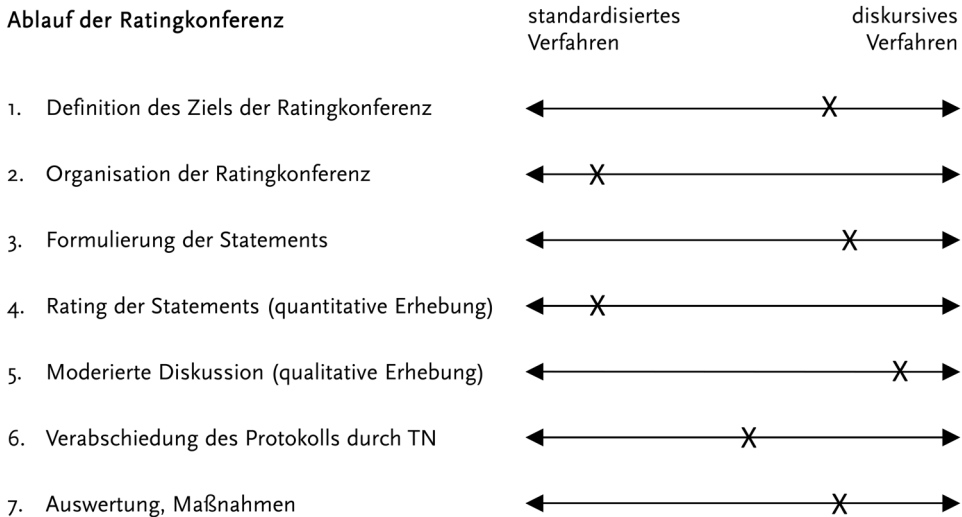 Ablauf der Ratingkonferenz
standardisiertes Verfahren
diskursives Verfahren
1. Definition des Ziels der Ratingkonferenz
X
2. Organisation der Ratingkonferenz
X
3. Formulierung der Statements
X
4. Rating der Statements (quantitative Erhebung)
X
5. Moderierte Diskussion (qualitative Erhebung)
X
6. Verabschiedung des Protokolls durch TN
X
7. Auswertung, Maßnahmen
X